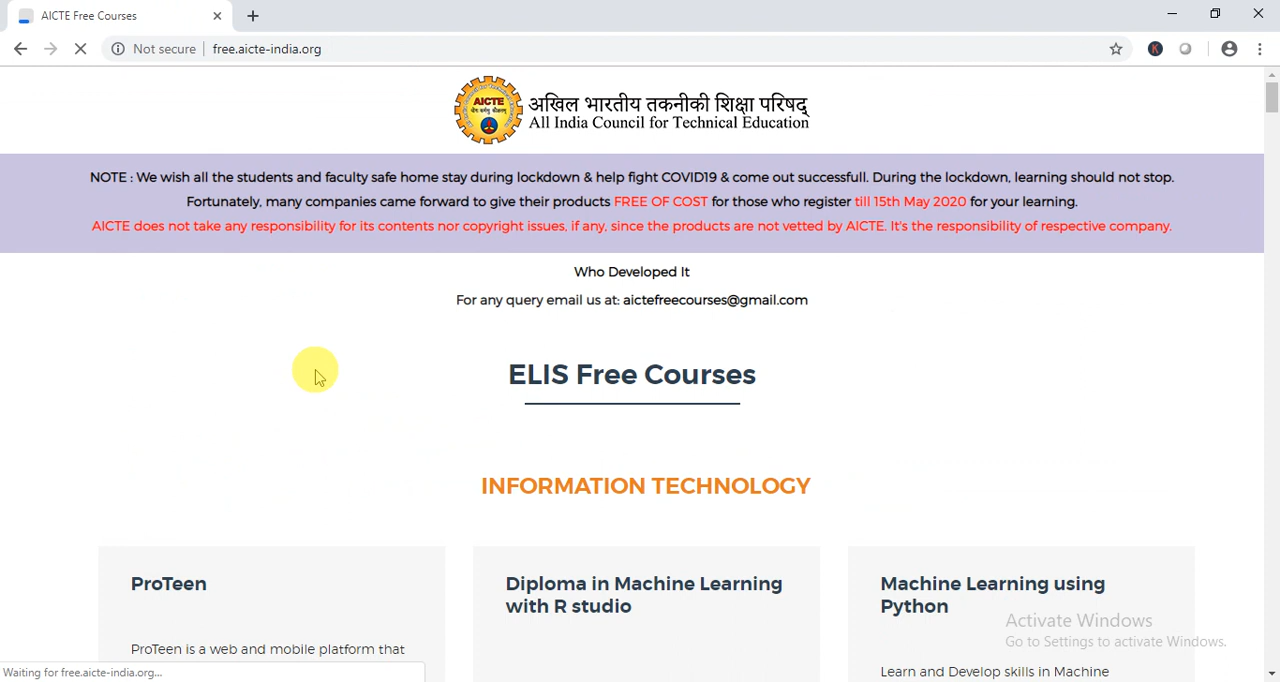 AICTE Free Courses
Not secure
free.aicte-india.org
K
AICTE
अखिल भारतीय तकनीकी शिक्षा परिषद्
All India Council for Technical Education
NOTE : We wish all the students and faculty safe home stay during lockdown & help fight COVID19 & come out successfull. During the lockdown, learning should not stop.
Fortunately, many companies came forward to give their products FREE OF COST for those who register till 15th May 2020 for your learning.
AICTE does not take any responsibility for its contents nor copyright issues, if any, since the products are not vetted by AICTE. It's the responsibility of respective company.
Who Developed It
For any query email us at: aictefreecourses@gmail.com
ELIS Free Courses
INFORMATION TECHNOLOGY
ProTeen
ProTeen is a web and mobile platform that
Diploma in Machine Learning
with R studio
Machine Learning using
Python
Learn and Develop skills in Machine
Activate Windows
Go to Settings to activate Windows.
Waiting for free.aicte-india.org...